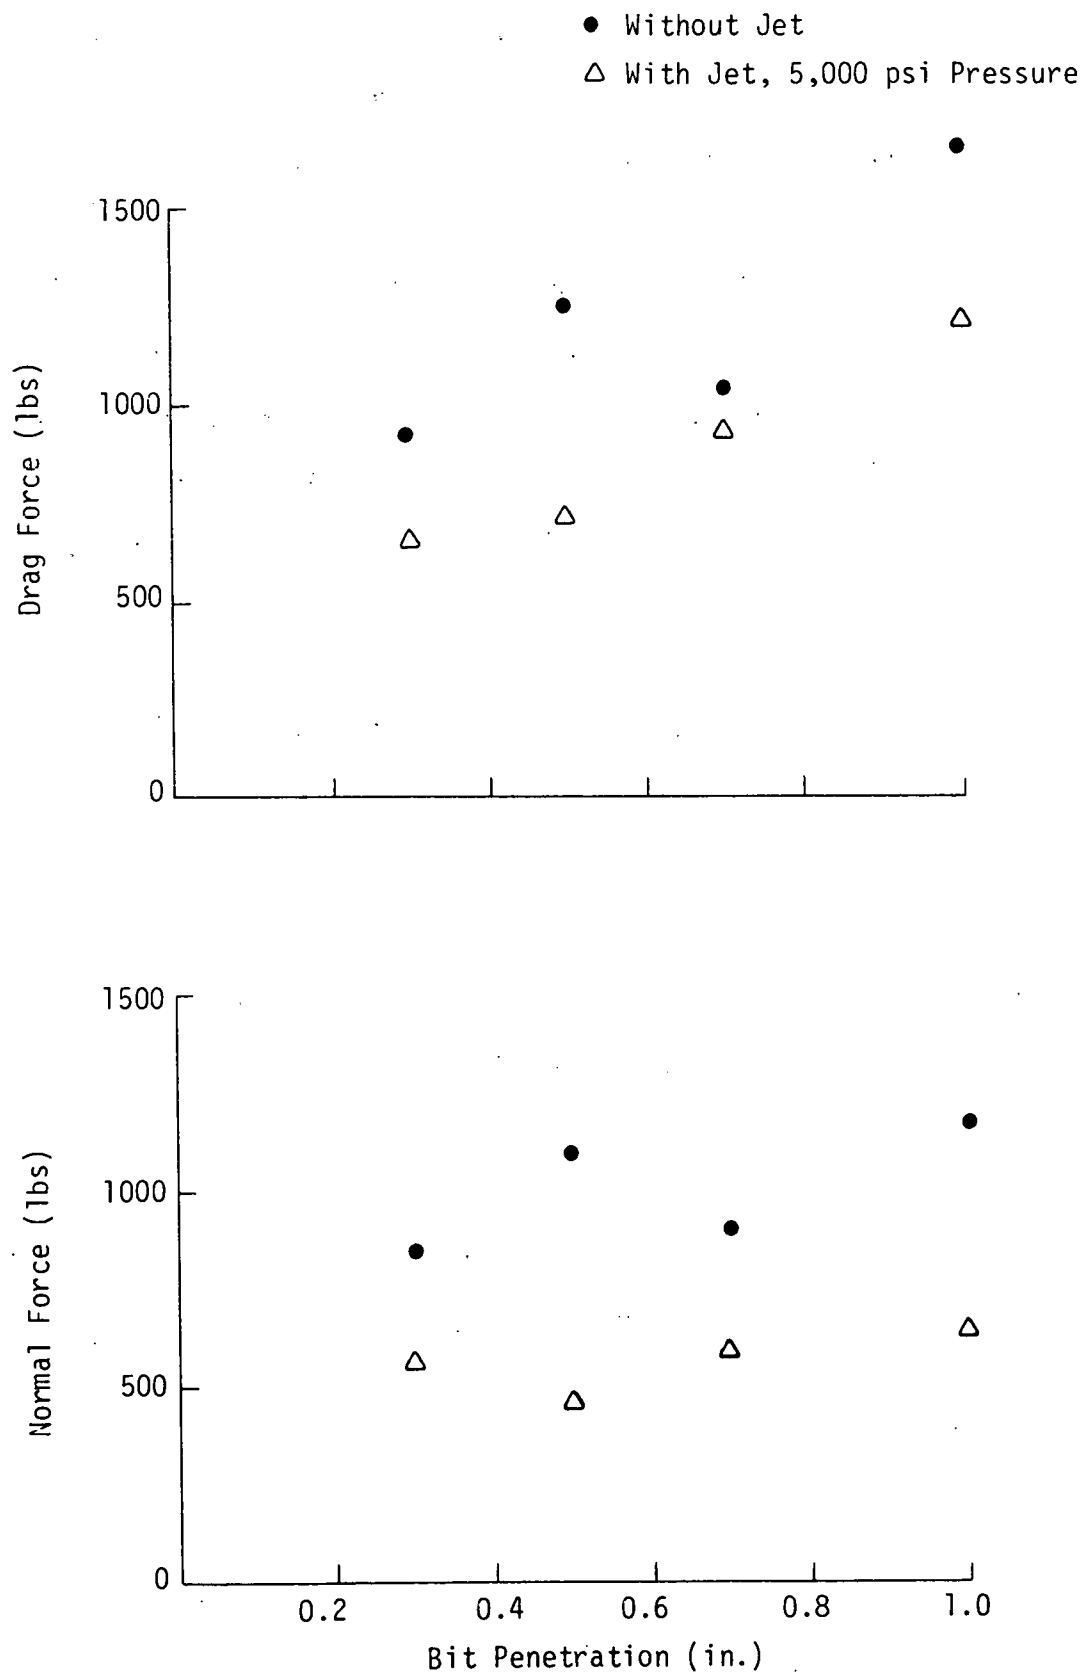 ● Without Jet
△ With Jet, 5,000 psi Pressure
Drag Force (lbs)
1500
1000
500
0
Normal Force (lbs)
1500
1000
500
0
0.2 0.4 0.6 0.8 1.0
Bit Penetration (in.)